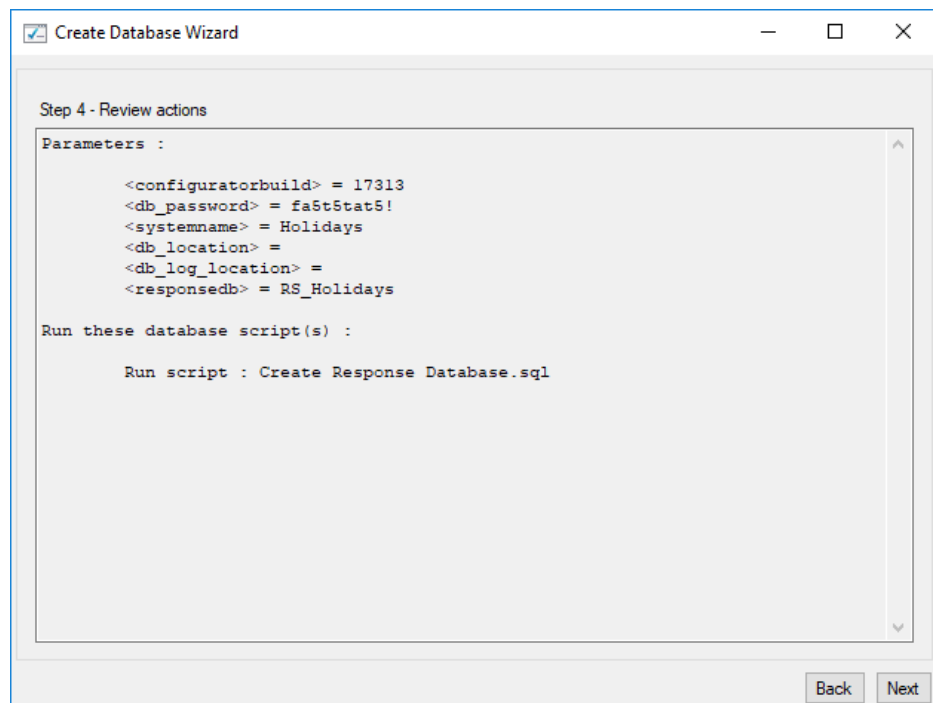 Create Database Wizard
Step 4 - Review actions
Parameters :
<configuratorbuild> = 17313
<db_password> = fa5t5tat5!
<systemname> = Holidays
<db_location> =
<db_log_location> =
<responsedb> = RS_Holidays
Run these database script(s) :
Run script : Create Response Database.sql
Back Next